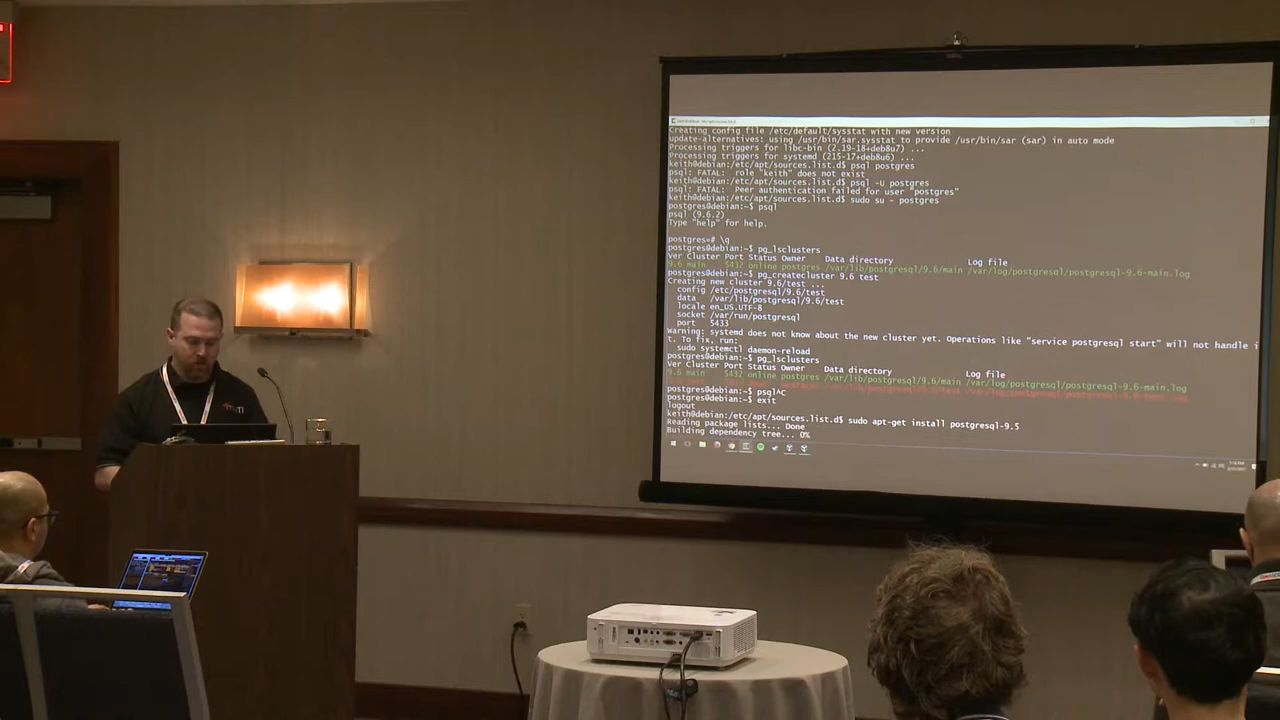 Creating config file /etc/default/sysstat with new version
update-alternatives: using /usr/bin/sar.sysstat to provide /usr/bin/sar (sar) in auto mode
Processing triggers for libc-bin (2.19-18+deb8u7) ...
Processing triggers for systemd (215-17+deb8u6) ...
keith@debian:/etc/apt/sources.list.d$ psql postgres
psql: FATAL:  role "keith" does not exist
keith@debian:/etc/apt/sources.list.d$ psql -U postgres
psql: FATAL:  Peer authentication failed for user "postgres"
keith@debian:/etc/apt/sources.list.d$ sudo su - postgres
postgres@debian:~$ psql
psql (9.6.2)
Type "help" for help.
postgres=# \q
postgres@debian:~$ pg_lsclusters
Ver Cluster Port Status Owner    Data directory               Log file
9.6 main    5432 online postgres /var/lib/postgresql/9.6/main /var/log/postgresql/postgresql-9.6-main.log
postgres@debian:~$ pg_createcluster 9.6 test
Creating new cluster 9.6/test ...
config /etc/postgresql/9.6/test
data   /var/lib/postgresql/9.6/test
locale en_US.UTF-8
socket /var/run/postgresql
port   5433
Warning: systemd does not know about the new cluster yet. Operations like "service postgresql start" will not handle i
t. To fix, run:
sudo systemctl daemon-reload
postgres@debian:~$ pg_lsclusters
Ver Cluster Port Status Owner    Data directory               Log file
9.6 main    5432 online postgres /var/lib/postgresql/9.6/main /var/log/postgresql/postgresql-9.6-main.log
postgres@debian:~$ psql^C
postgres@debian:~$ exit
logout
keith@debian:/etc/apt/sources.list.d$ sudo apt-get install postgresql-9.5
Reading package lists... Done
Building dependency tree... 0%